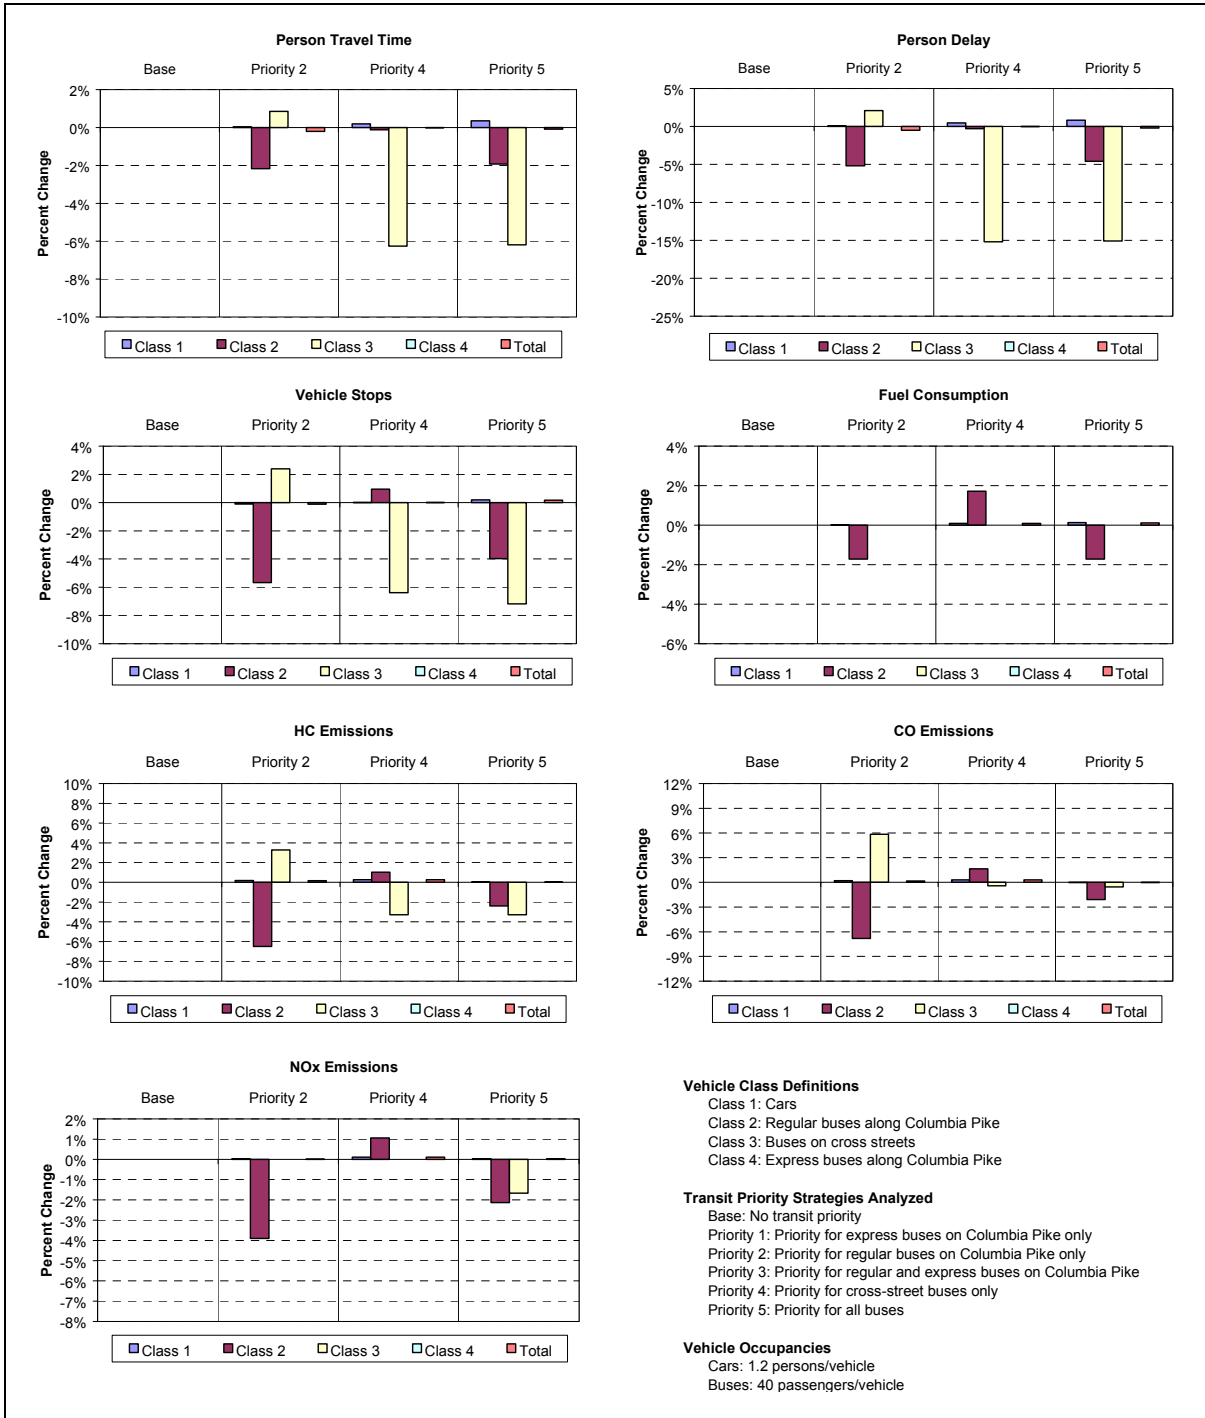 Person Travel Time
Base Priority 2 Priority 4 Priority 5
2%
0%
-2%
-4%
-6%
-8%
-10%
Percent Change
Class 1 Class 2 Class 3 Class 4 Total
Person Delay
Base Priority 2 Priority 4 Priority 5
5%
0%
-5%
-10%
-15%
-20%
-25%
Percent Change
Class 1 Class 2 Class 3 Class 4 Total
Vehicle Stops
Base Priority 2 Priority 4 Priority 5
4%
2%
0%
-2%
-4%
-6%
-8%
-10%
Percent Change
Class 1 Class 2 Class 3 Class 4 Total
Fuel Consumption
Base Priority 2 Priority 4 Priority 5
4%
2%
0%
-2%
-4%
-6%
Percent Change
Class 1 Class 2 Class 3 Class 4 Total
HC Emissions
Base Priority 2 Priority 4 Priority 5
10%
8%
6%
4%
2%
0%
-2%
-4%
-6%
-8%
-10%
Percent Change
Class 1 Class 2 Class 3 Class 4 Total
CO Emissions
Base Priority 2 Priority 4 Priority 5
12%
9%
6%
3%
0%
-3%
-6%
-9%
-12%
Percent Change
Class 1 Class 2 Class 3 Class 4 Total
NOx Emissions
Base Priority 2 Priority 4 Priority 5
2%
1%
0%
-1%
-2%
-3%
-4%
-5%
-6%
-7%
-8%
Percent Change
Class 1 Class 2 Class 3 Class 4 Total
Vehicle Class Definitions
Class 1: Cars
Class 2: Regular buses along Columbia Pike
Class 3: Buses on cross streets
Class 4: Express buses along Columbia Pike
Transit Priority Strategies Analyzed
Base: No transit priority
Priority 1: Priority for express buses on Columbia Pike only
Priority 2: Priority for regular buses on Columbia Pike only
Priority 3: Priority for regular and express buses on Columbia Pike
Priority 4: Priority for cross-street buses only
Priority 5: Priority for all buses
Vehicle Occupancies
Cars: 1.2 persons/vehicle
Buses: 40 passengers/vehicle